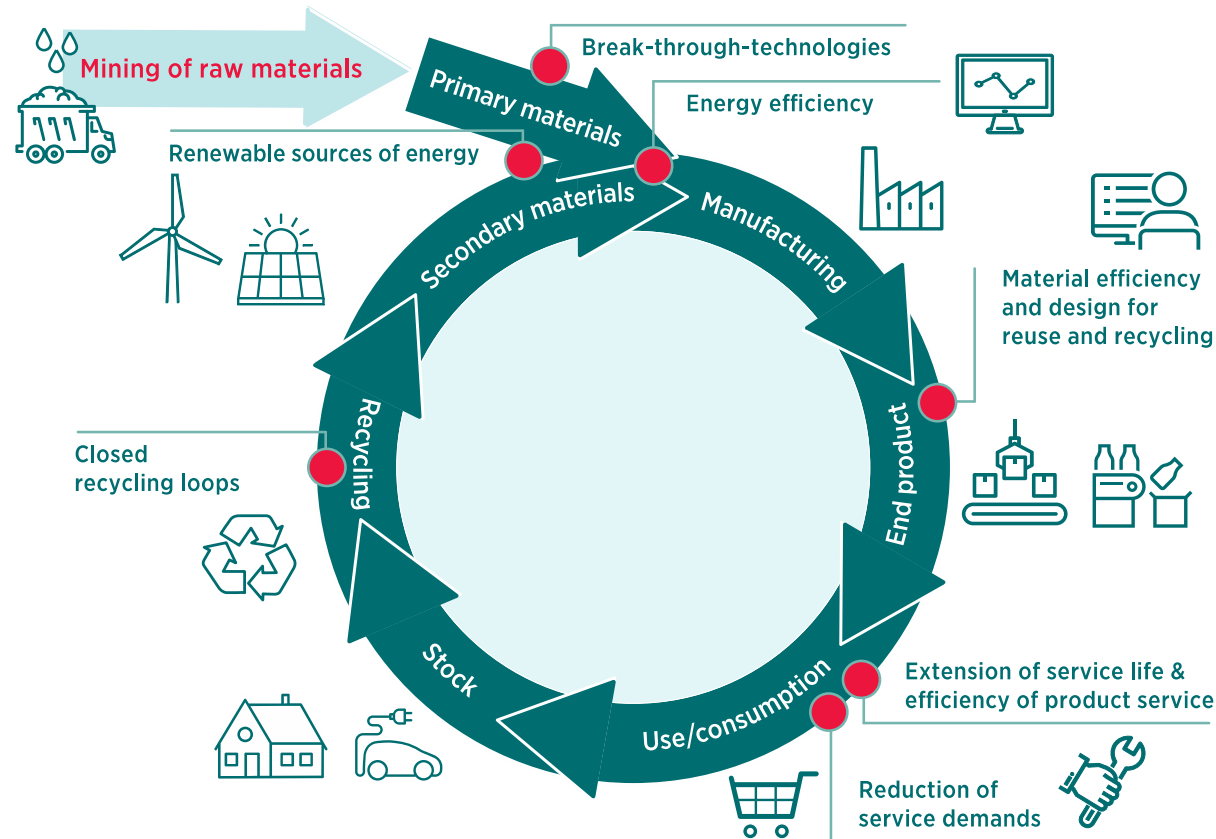 Mining of raw materials
Primary materials
Break-through-technologies
Energy efficiency
Renewable sources of energy
Secondary materials
Manufacturing
Material efficiency
and design for
reuse and recycling
End product
Closed
recycling loops
Recycling
Stock
Use/consumption
Extension of service life &
efficiency of product service
Reduction of
service demands